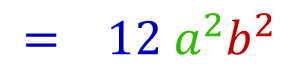 = 12 a²b²